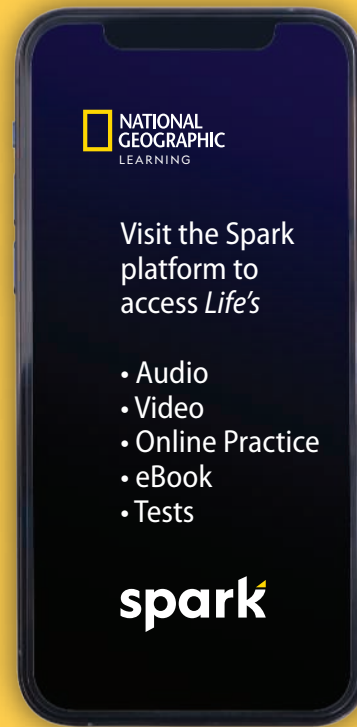 NATIONAL
GEOGRAPHIC
LEARNING
Visit the Spark
platform to
access Life's
• Audio
• Video
• Online Practice
• eBook
• Tests
spark